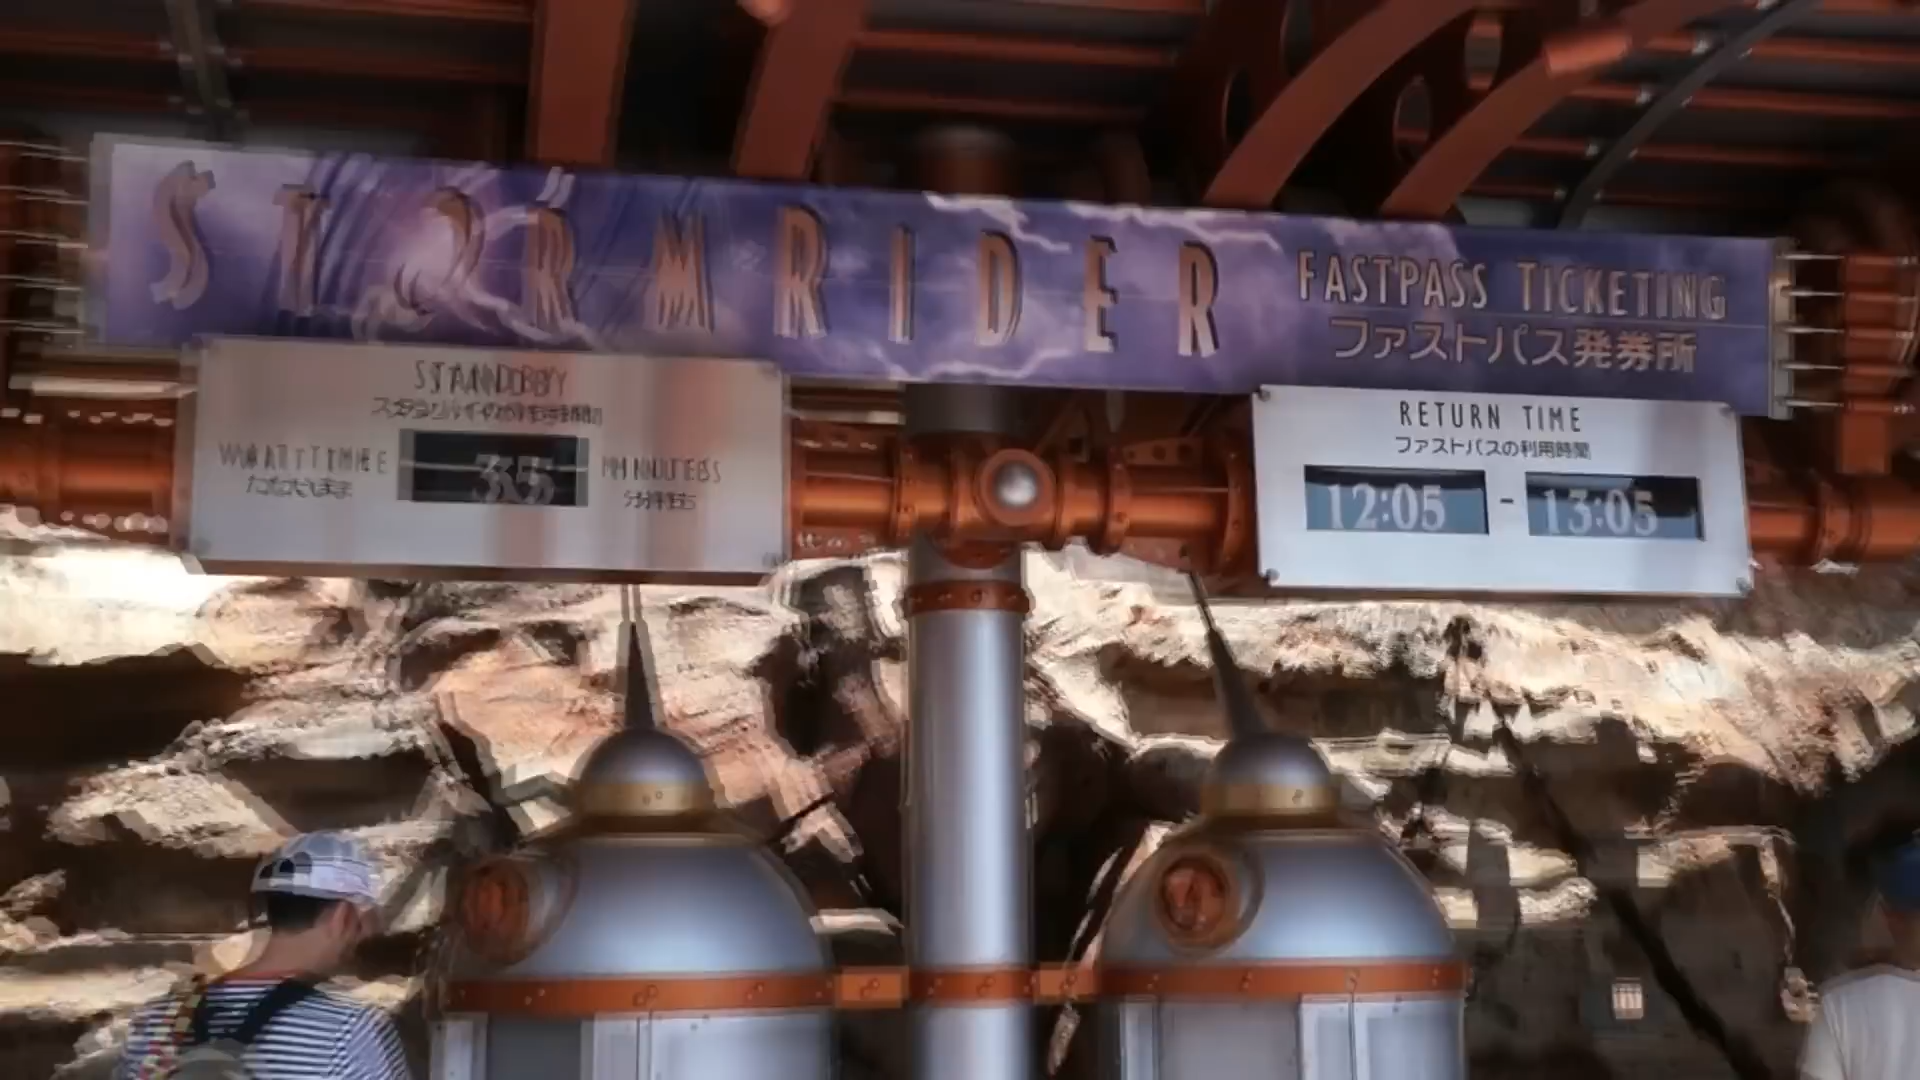 STORMRIDER
FASTPASS TICKETING
ファストパス発券所
STANDBY
WAIT TIME
35
MINUTES
RETURN TIME
ファストパスの利用時間
12:05 - 13:05